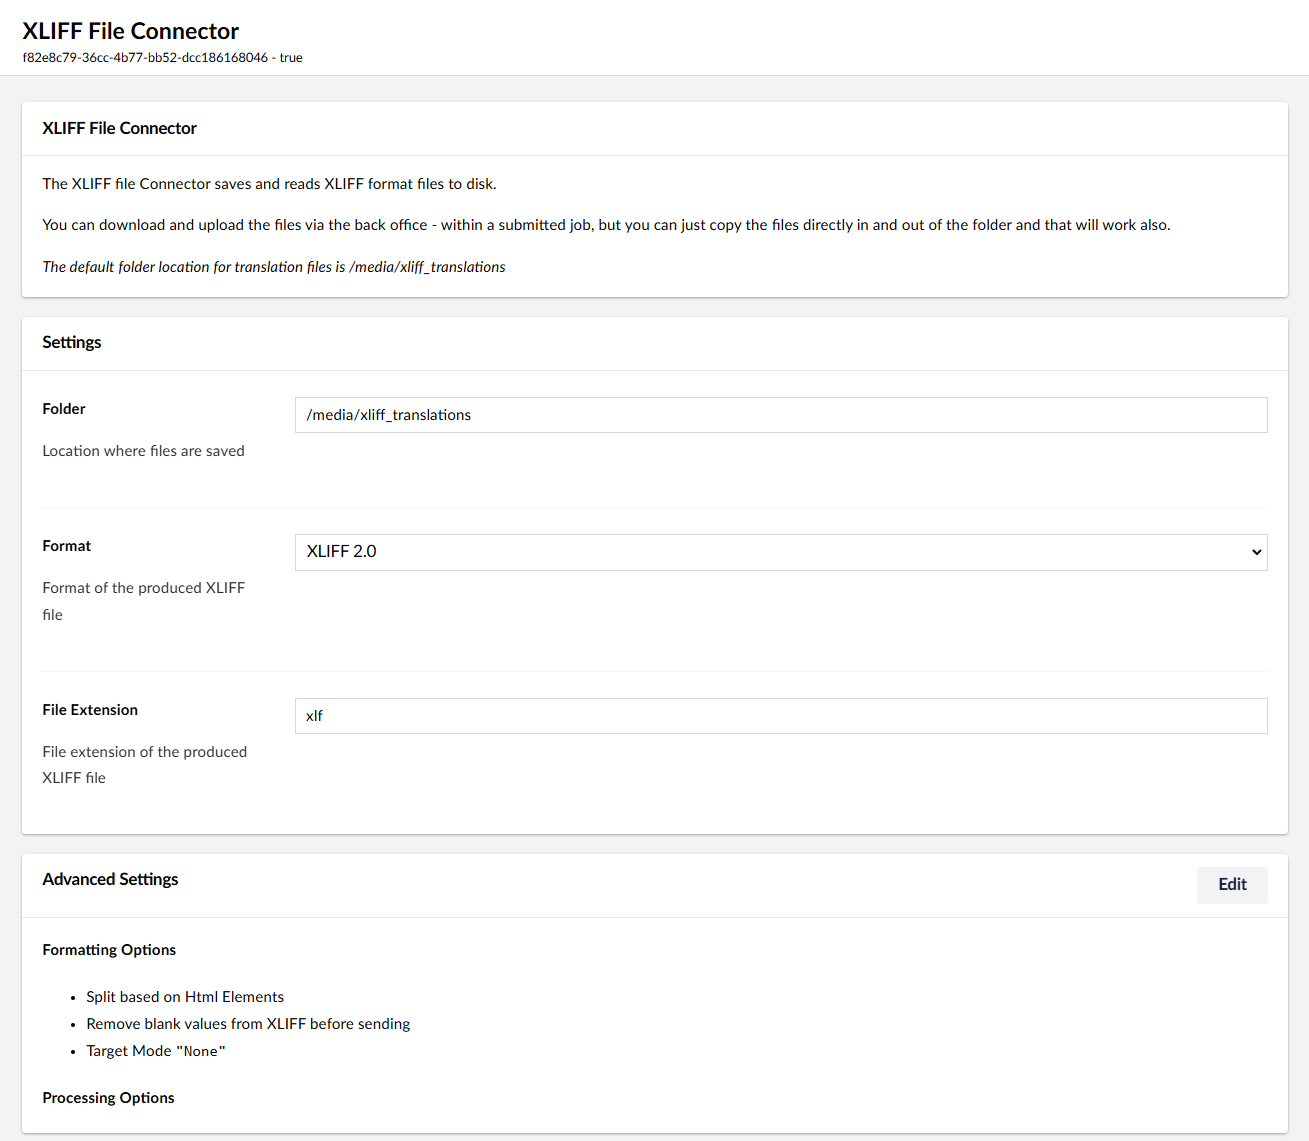 XLIFF File Connector
f82e8c79-36cc-4b77-bb52-dcc186168046 - true
XLIFF File Connector
The XLIFF file Connector saves and reads XLIFF format files to disk.
You can download and upload the files via the back office - within a submitted job, but you can just copy the files directly in and out of the folder and that will work also.
The default folder location for translation files is /media/xliff_translations
Settings
Folder
/media/xliff_translations
Location where files are saved
Format
XLIFF 2.0
Format of the produced XLIFF
file
File Extension
xlf
File extension of the produced
XLIFF file
Advanced Settings
Edit
Formatting Options
• Split based on Html Elements
• Remove blank values from XLIFF before sending
• Target Mode "None"
Processing Options